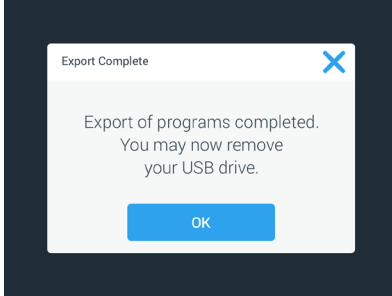 Export Complete
Export of programs completed.
You may now remove
your USB drive.
OK